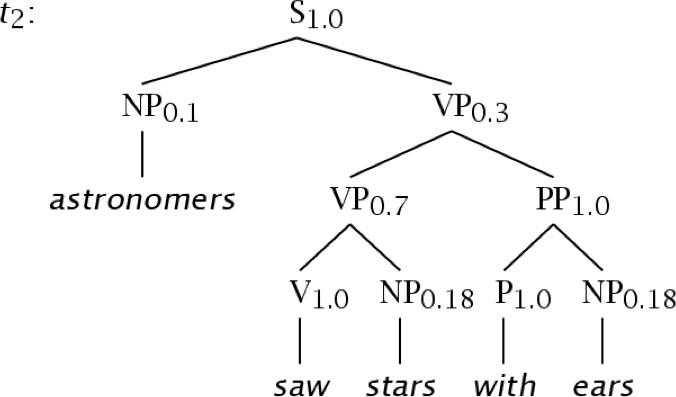 t2:
S1.0
NP0.1 VP0.3
astronomers VP0.7 PP1.0
V1.0 NP0.18 P1.0 NP0.18
saw stars with ears